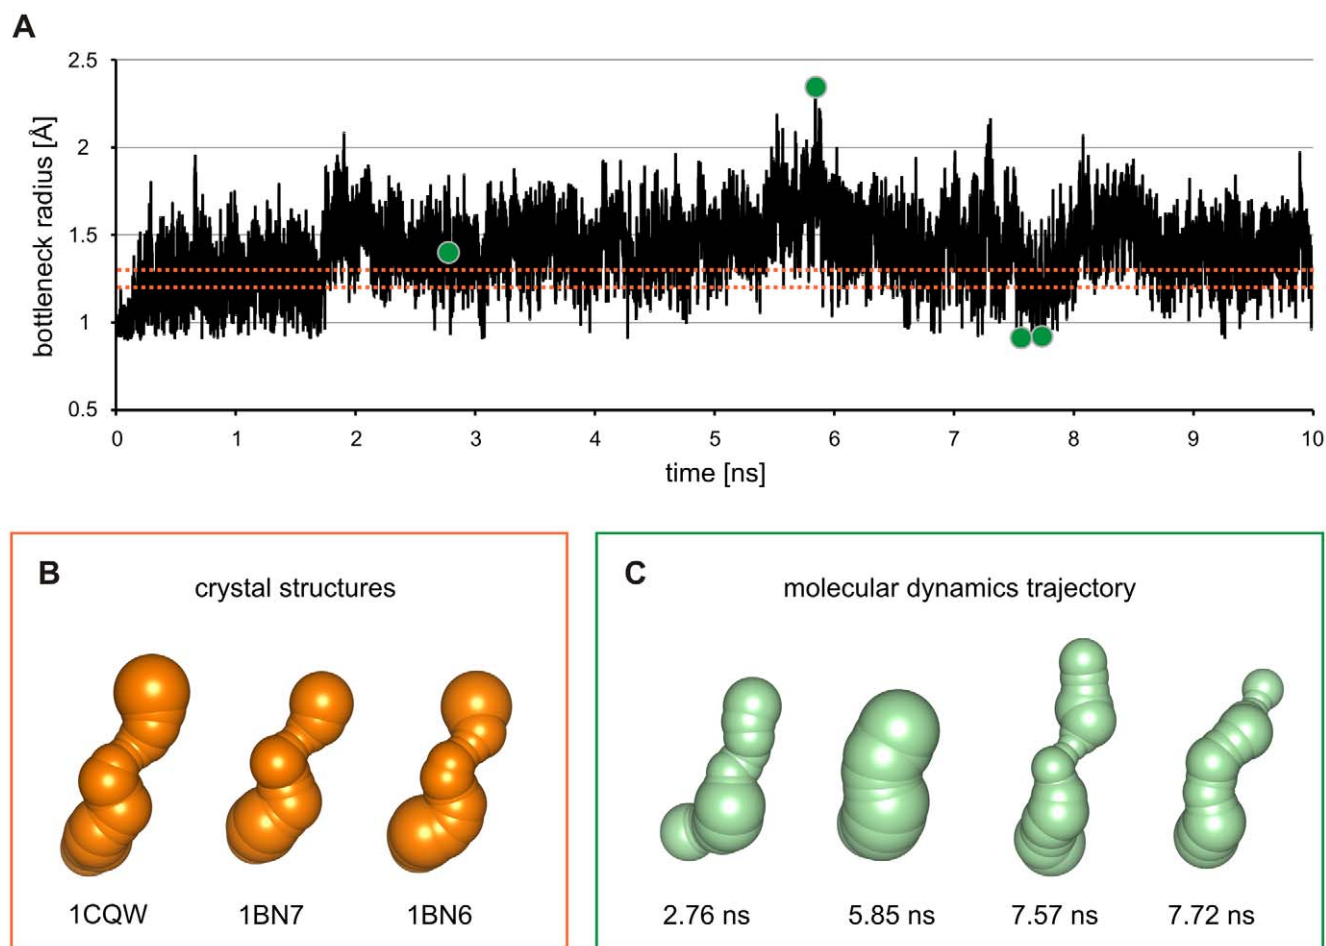 A
bottleneck radius [Å]
2.5
2
1.5
1
0.5
0 1 2 3 4 5 6 7 8 9 10
time [ns]
B
crystal structures
1CQW 1BN7 1BN6
C
molecular dynamics trajectory
2.76 ns 5.85 ns 7.57 ns 7.72 ns